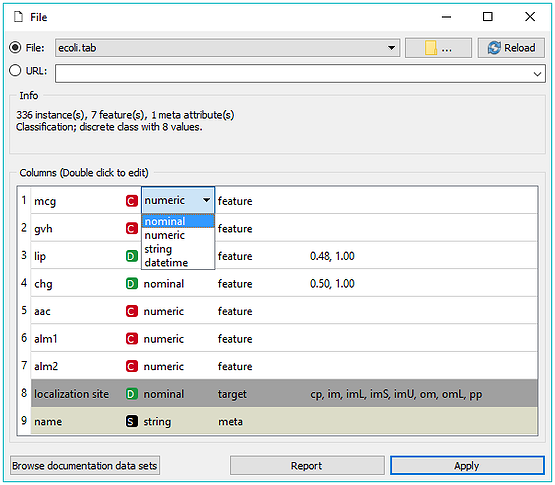 File
File: ecoli.tab ... Reload
URL:
Info
336 instance(s), 7 feature(s), 1 meta attribute(s)
Classification; discrete class with 8 values.
Columns (Double click to edit)
1 mcg C numeric feature
nominal
2 gvh C numeric feature
string
3 lip D datetime feature 0.48, 1.00
4 chg D nominal feature 0.50, 1.00
5 aac C numeric feature
6 alm1 C numeric feature
7 alm2 C numeric feature
8 localization site D nominal target cp, im, imL, imS, imU, om, omL, pp
9 name S string meta
Browse documentation data sets Report Apply